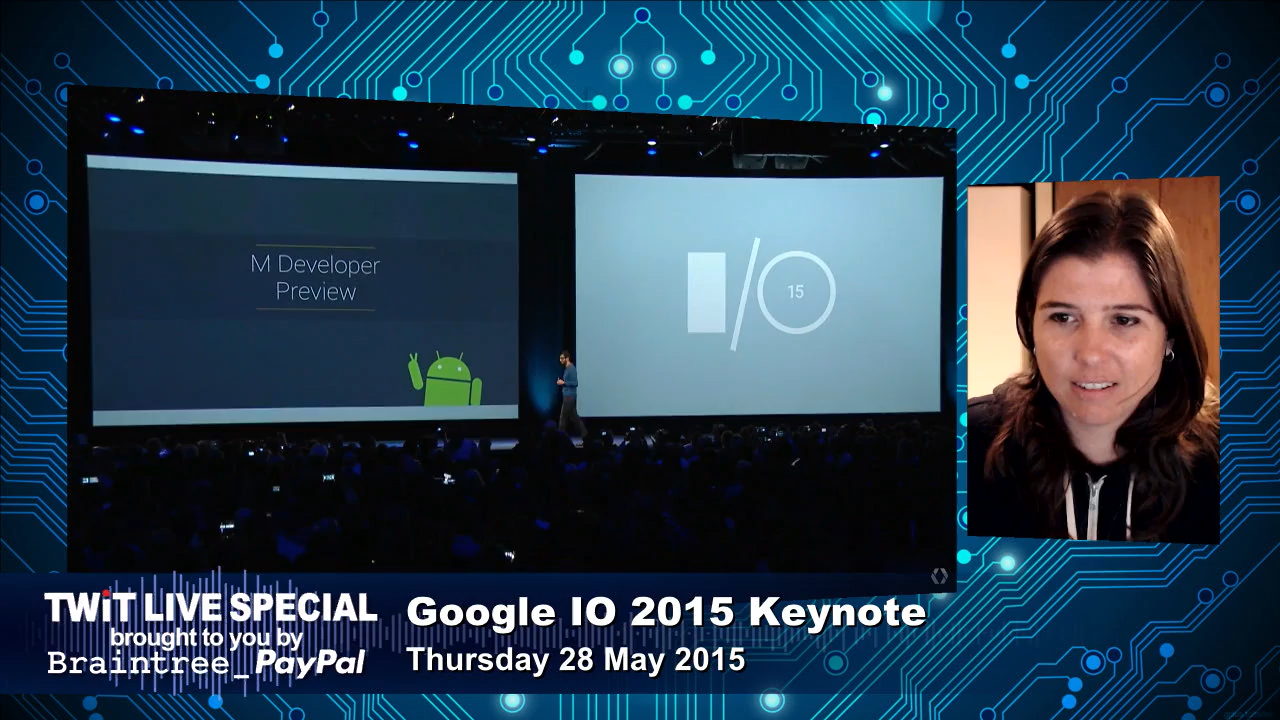 M Developer
Preview
I/O
15
TWiT LIVE SPECIAL
brought to you by
Braintree_PayPal
Google IO 2015 Keynote
Thursday 28 May 2015